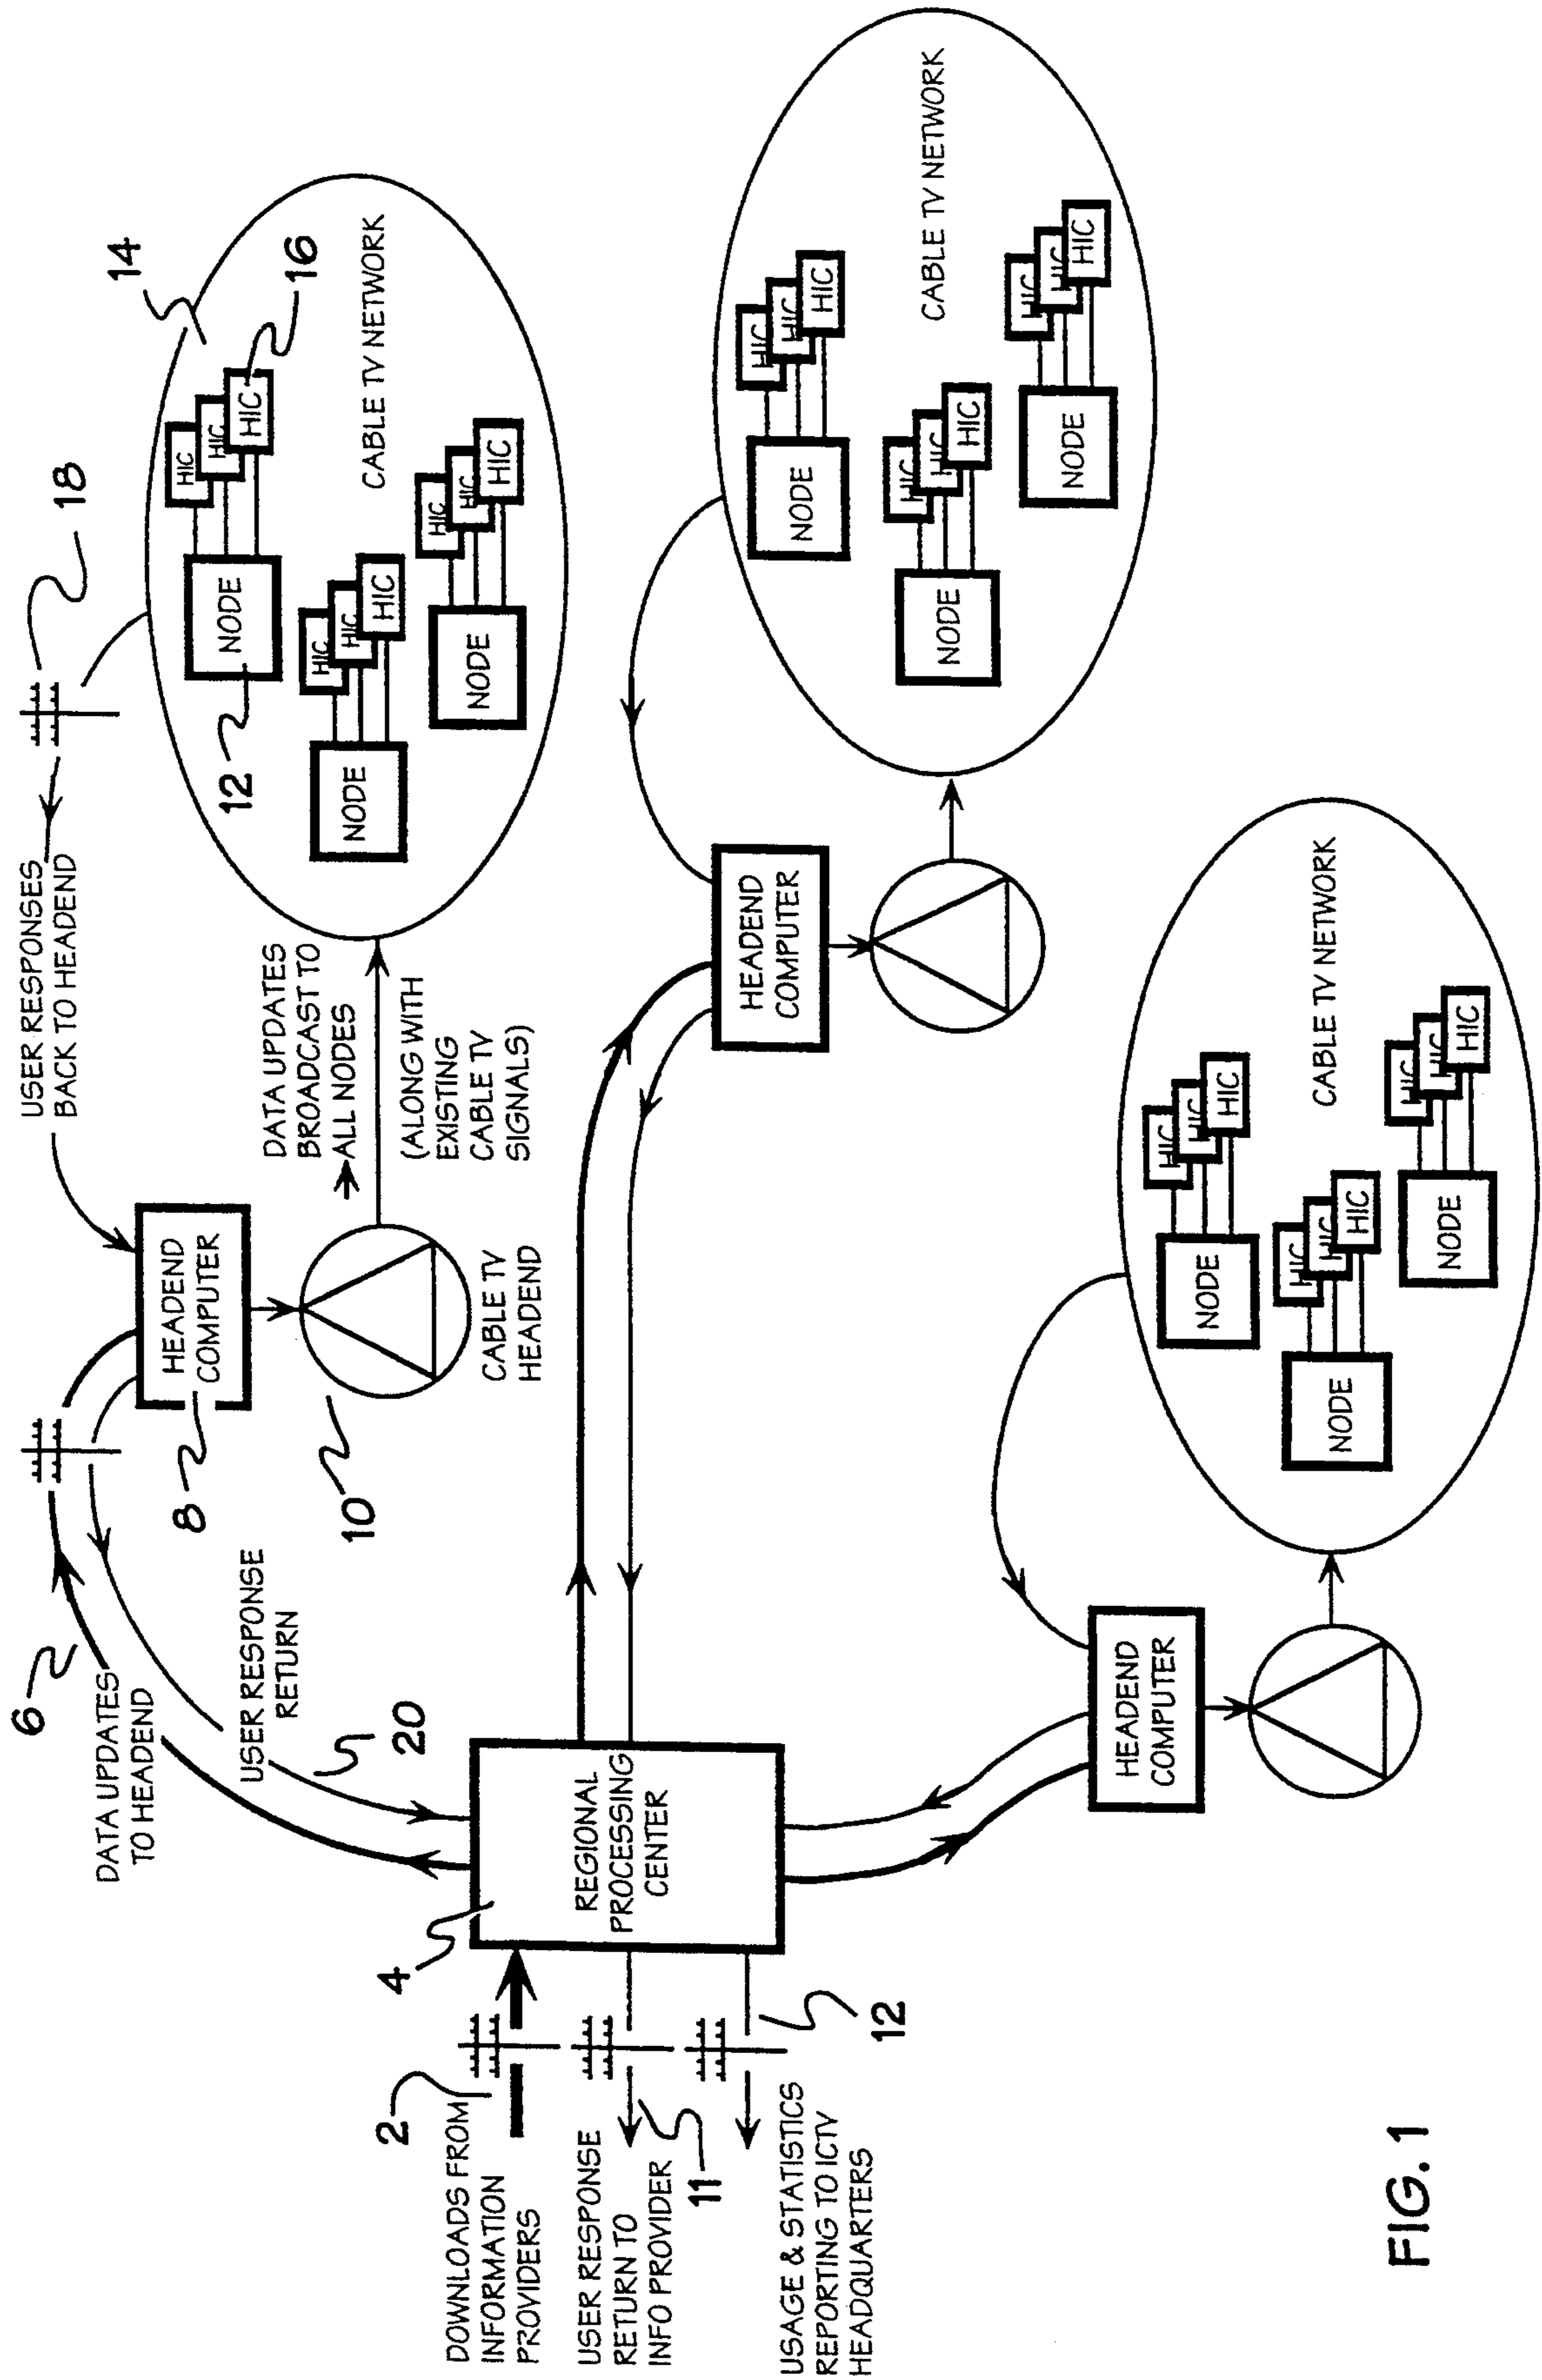 DOWNLOADS FROM
INFORMATION
PROVIDERS
2
USER RESPONSE
RETURN TO
INFO PROVIDER
11
USAGE & STATISTICS
REPORTING TO ICTV
HEADQUARTERS
12
4
REGIONAL
PROCESSING
CENTER
6
DATA UPDATES
TO HEADEND
USER RESPONSE
RETURN
20
8
HEADEND
COMPUTER
10
CABLE TV
HEADEND
USER RESPONSES
BACK TO HEADEND
18
DATA UPDATES
BROADCAST TO
ALL NODES
(ALONG WITH
EXISTING
CABLE TV
SIGNALS)
14
12
16
NODE
HIC
HIC
HIC
NODE
HIC
HIC
HIC
NODE
HIC
HIC
HIC
CABLE TV NETWORK
HEADEND
COMPUTER
NODE
HIC
HIC
HIC
NODE
HIC
HIC
HIC
NODE
HIC
HIC
HIC
CABLE TV NETWORK
HEADEND
COMPUTER
NODE
HIC
HIC
HIC
NODE
HIC
HIC
HIC
NODE
HIC
HIC
HIC
CABLE TV NETWORK
FIG. 1